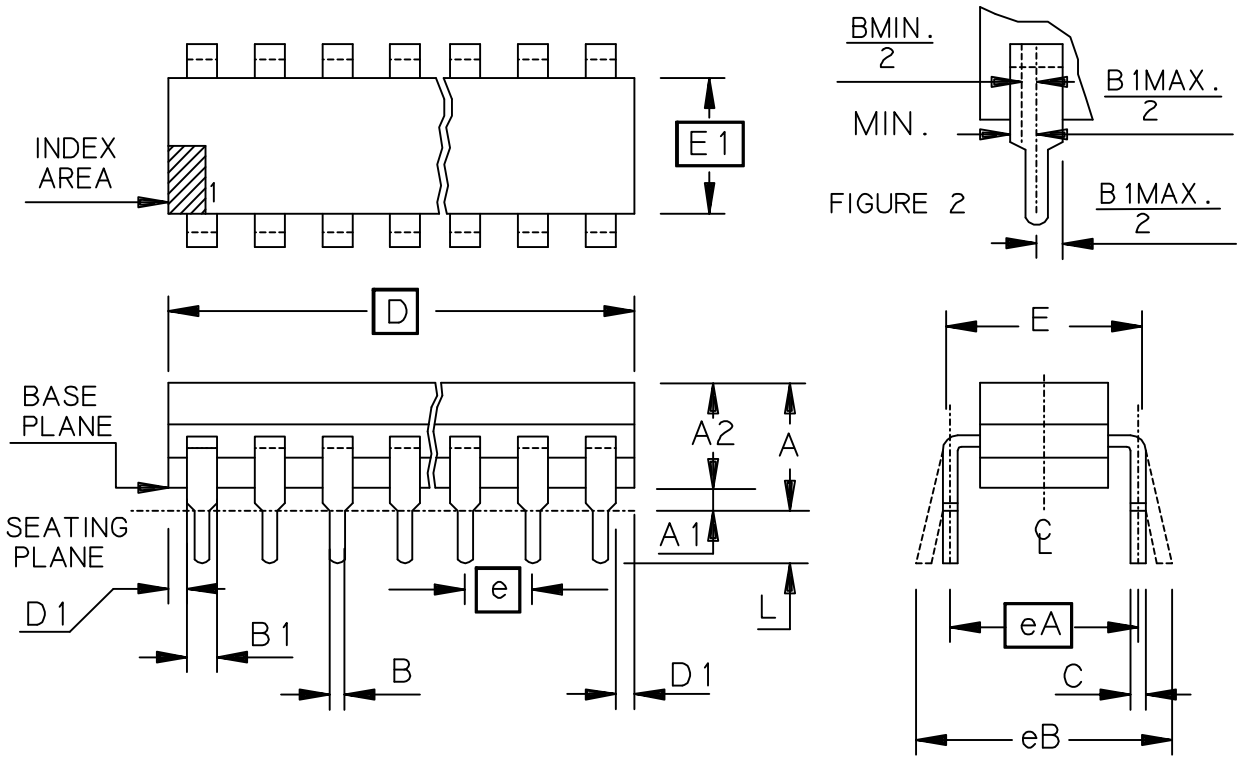 BMIN.
2
B1MAX.
2
MIN.
E1
INDEX
AREA
1
FIGURE 2
B1MAX.
2
D
E
BASE
PLANE
A2
A
SEATING
PLANE
A1
CL
D1
e
L
eA
B1
B
D1
C
eB